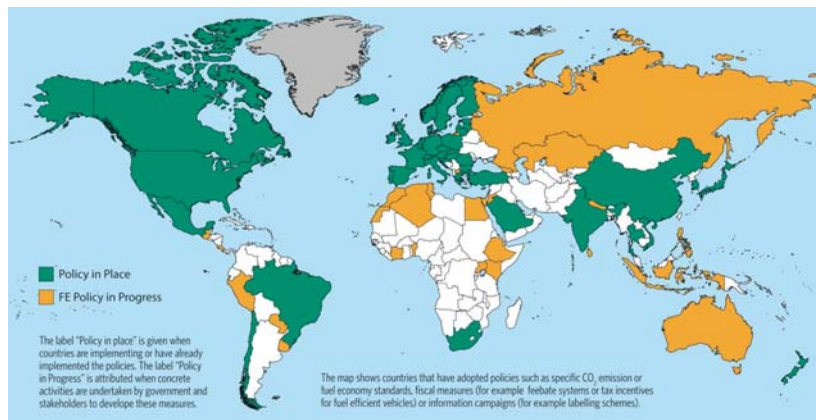 Policy in Place
FE Policy in Progress
The label "Policy in place" is given when
countries are implementing or have already
implemented the policies. The label "Policy
in Progress" is attributed when concrete
activities are undertaken by government and
stakeholders to develop these measures.
The map shows countries that have adopted policies such as specific CO₂ emission or
fuel economy standards, fiscal measures (for example feebate systems or tax incentives
for fuel efficient vehicles) or information campaigns (for example labelling schemes).